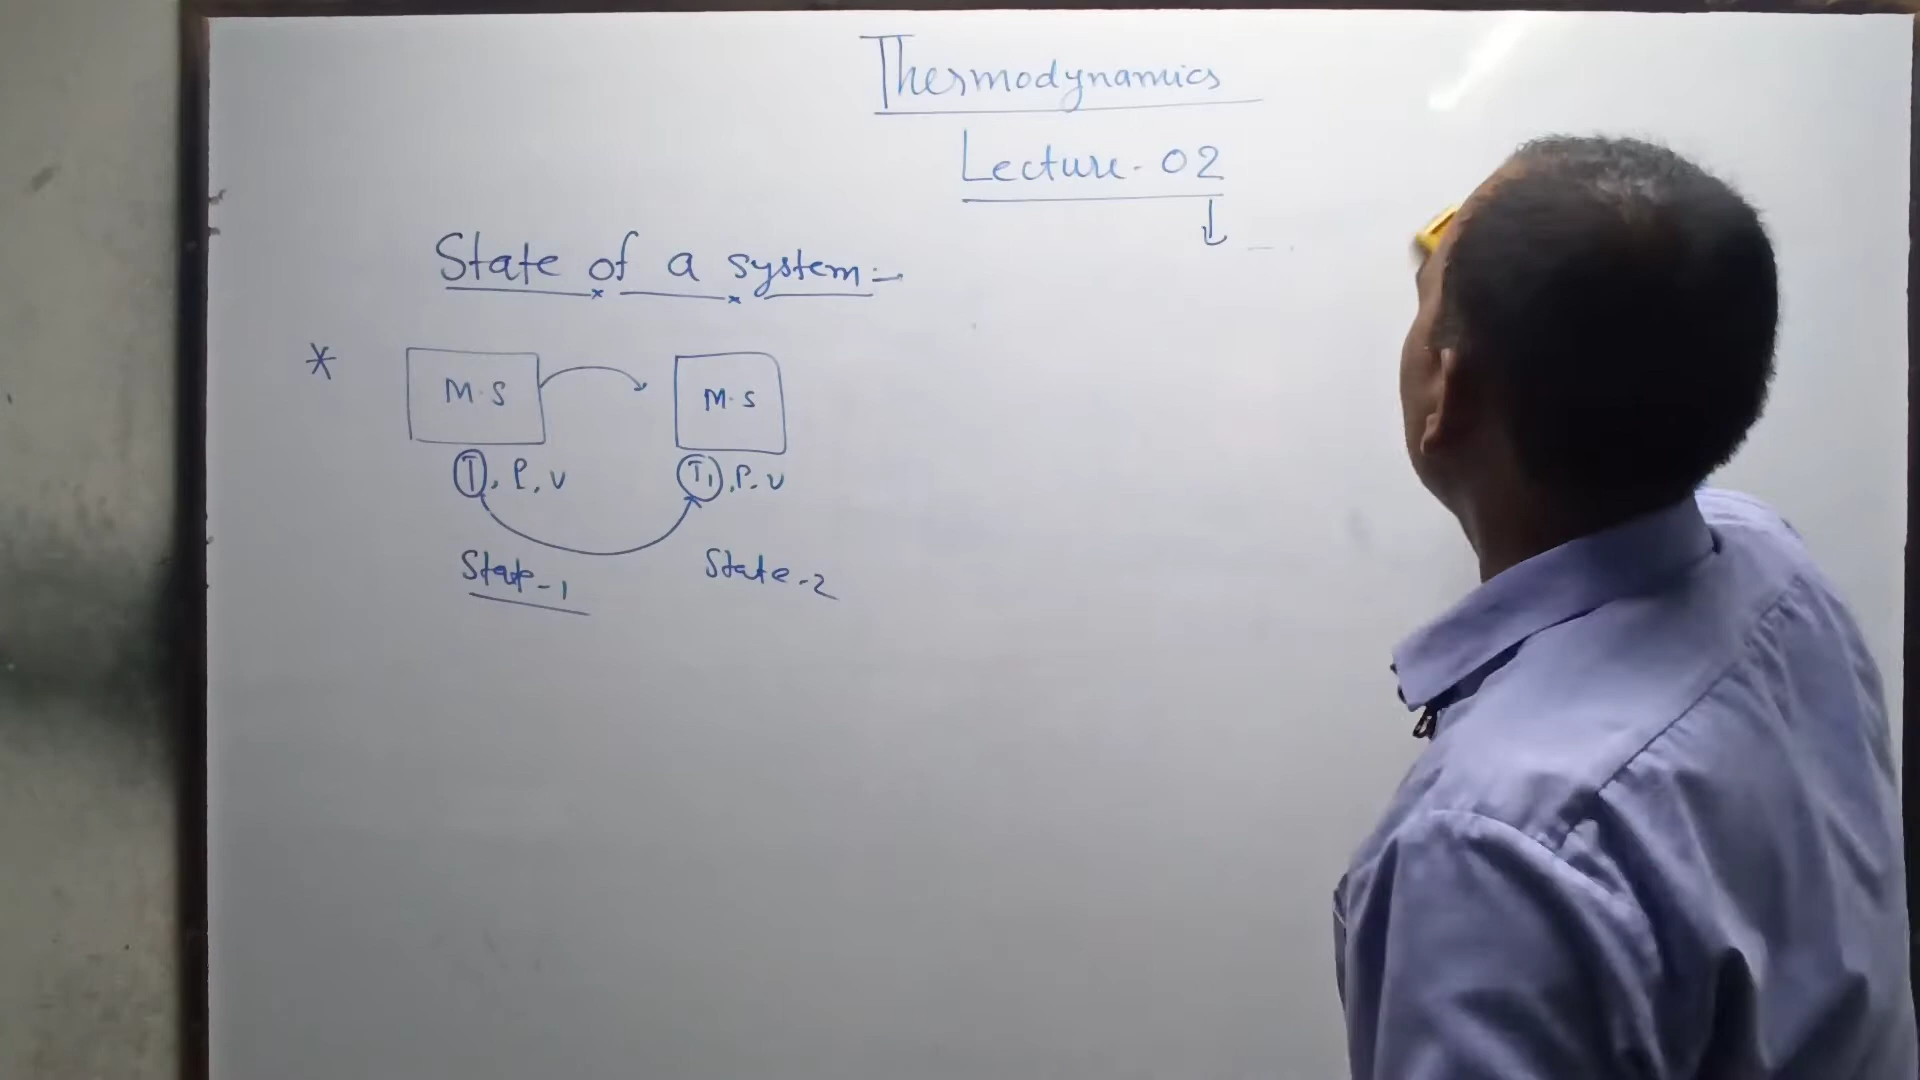 Thermodynamics
Lecture-02
State of a system:-
* M.S M.S
T, P, V T1, P, V
State-1 State-2